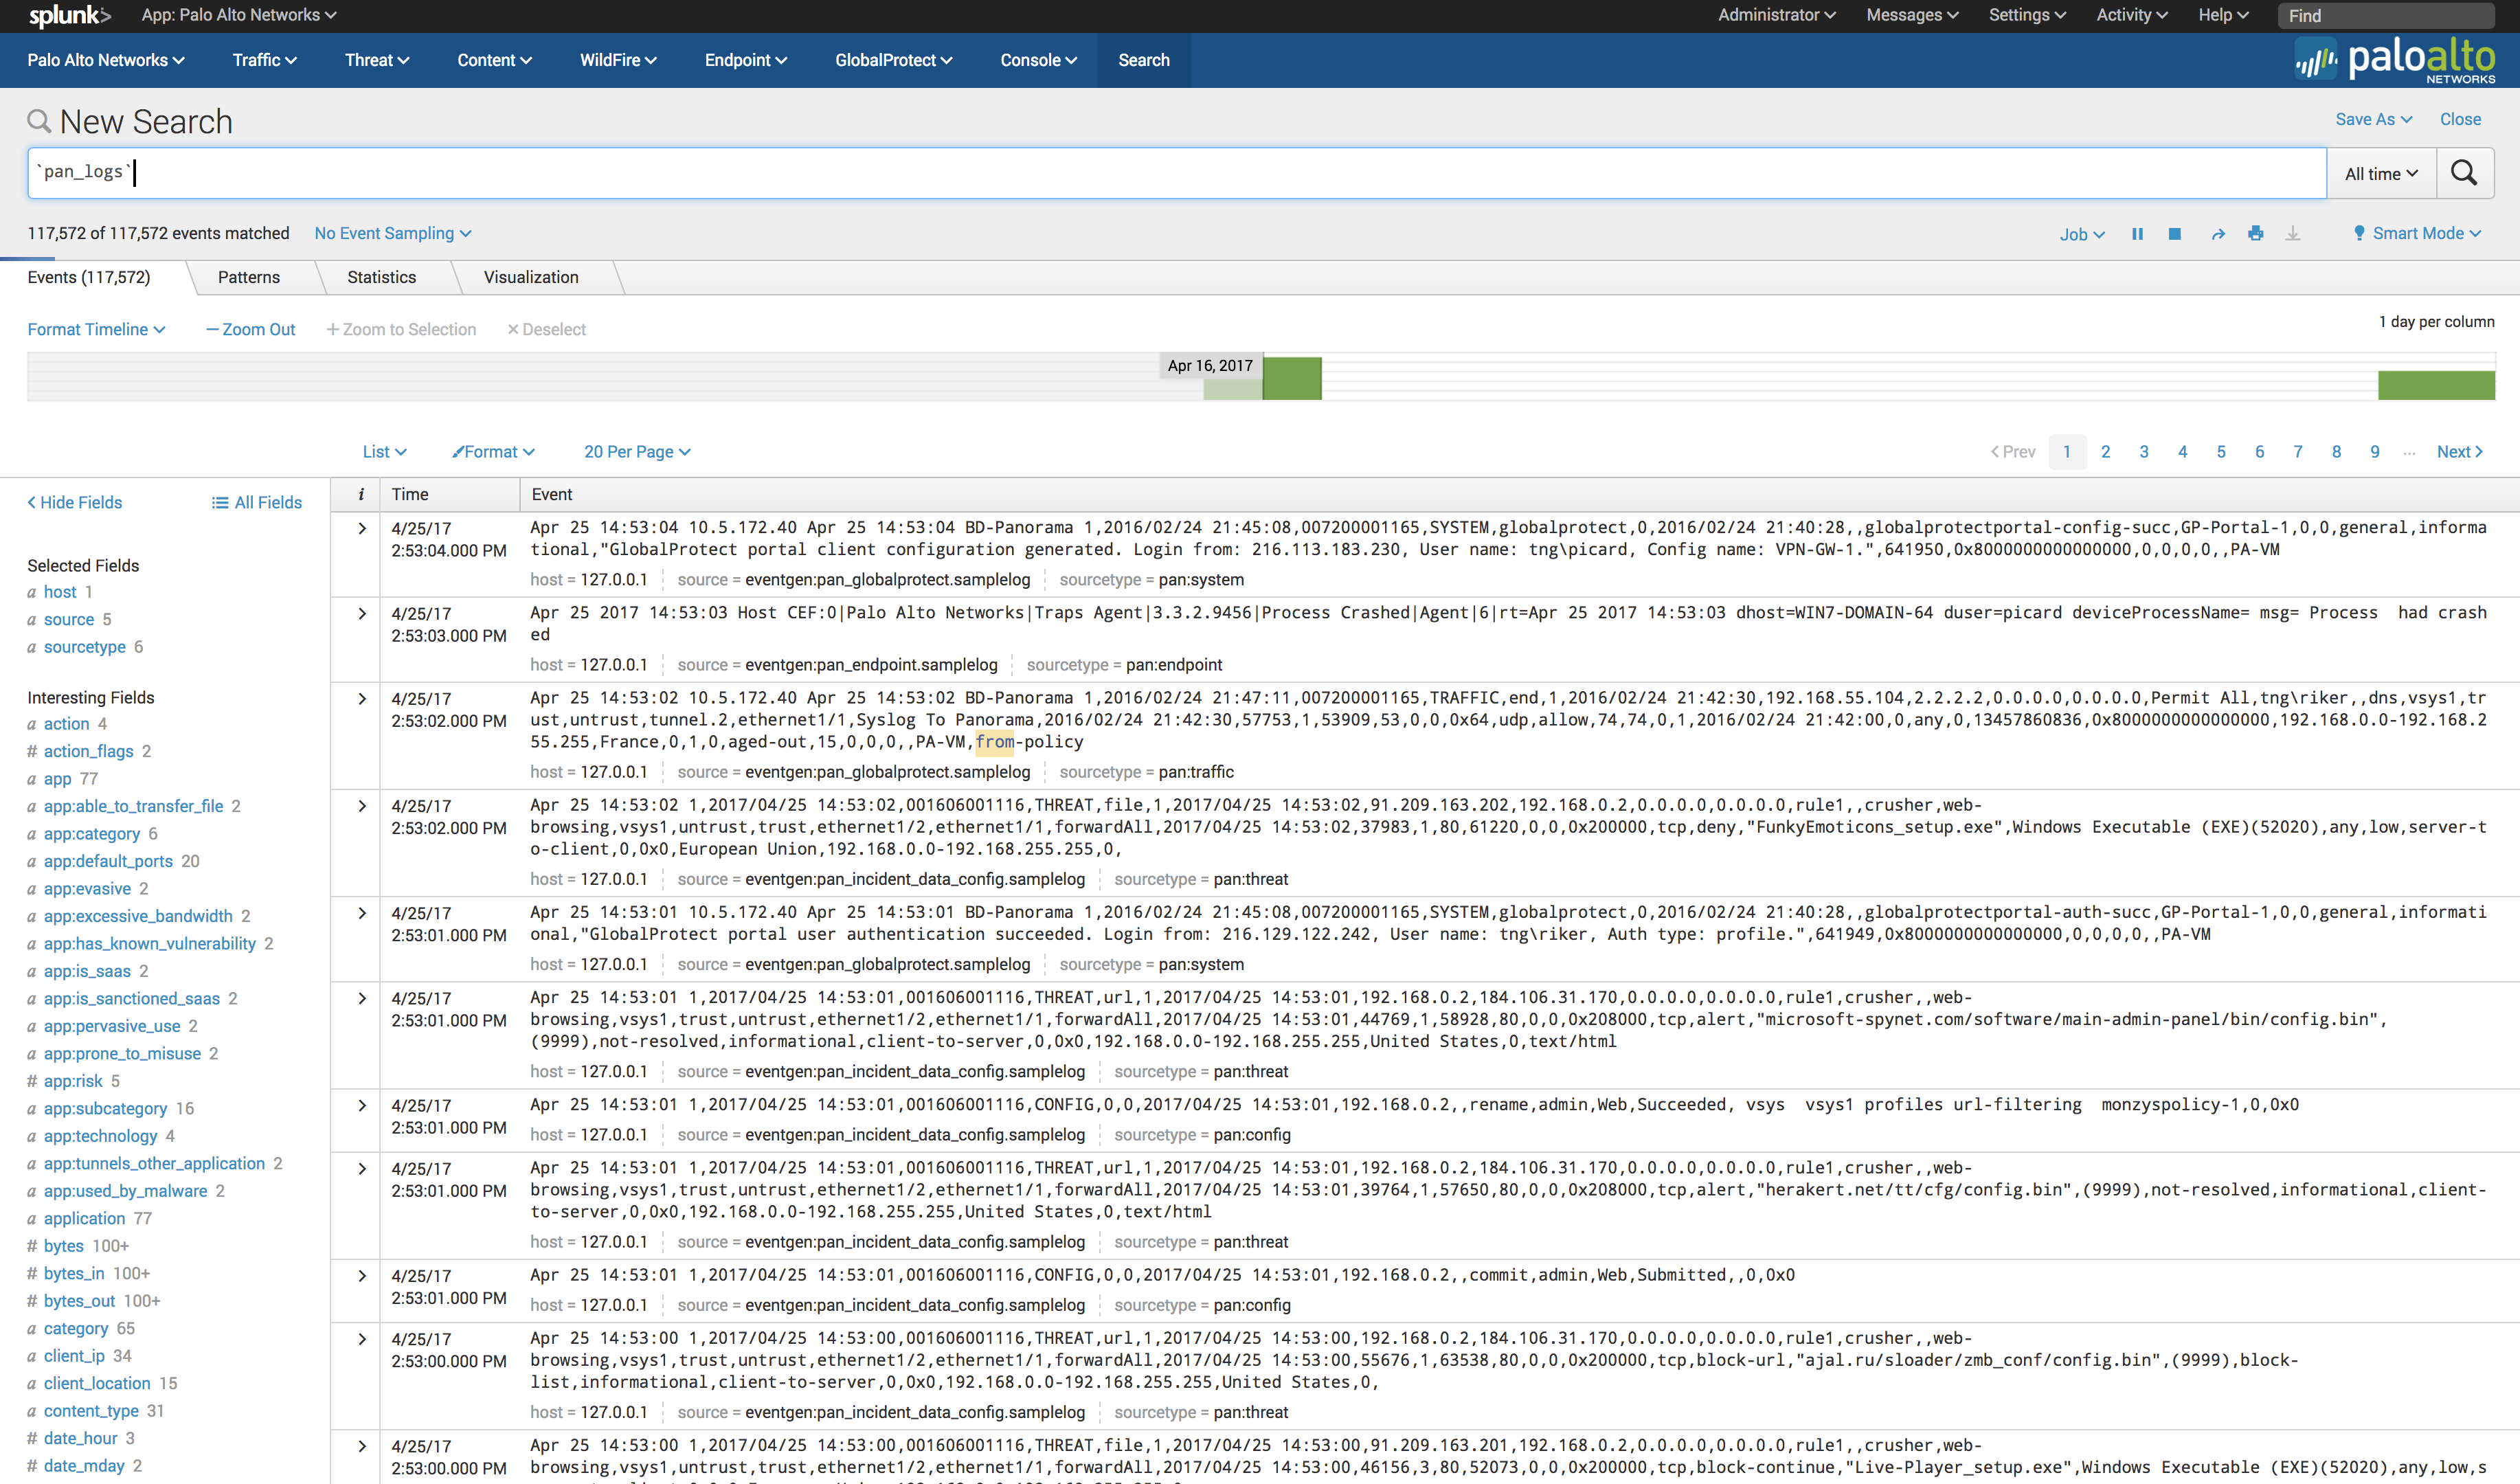 splunk> App: Palo Alto Networks Administrator Messages Settings Activity Help Find
Palo Alto Networks Traffic Threat Content WildFire Endpoint GlobalProtect Console Search paloalto NETWORKS
New Search Save As Close
`pan_logs` All time
117,572 of 117,572 events matched No Event Sampling Job Smart Mode
Events (117,572) Patterns Statistics Visualization
Format Timeline — Zoom Out + Zoom to Selection × Deselect 1 day per column
Apr 16, 2017
List Format 20 Per Page < Prev 1 2 3 4 5 6 7 8 9 ... Next >
< Hide Fields All Fields
Selected Fields
a host 1
a source 5
a sourcetype 6
Interesting Fields
a action 4
# action_flags 2
a app 77
a app:able_to_transfer_file 2
a app:category 6
a app:default_ports 20
a app:evasive 2
a app:excessive_bandwidth 2
a app:has_known_vulnerability 2
a app:is_saas 2
a app:is_sanctioned_saas 2
a app:pervasive_use 2
a app:prone_to_misuse 2
# app:risk 5
a app:subcategory 16
a app:technology 4
a app:tunnels_other_application 2
a app:used_by_malware 2
a application 77
# bytes 100+
# bytes_in 100+
# bytes_out 100+
a category 65
a client_ip 34
a client_location 15
a content_type 31
# date_hour 3
# date_mday 2
i Time Event
4/25/17
2:53:04.000 PM
Apr 25 14:53:04 10.5.172.40 Apr 25 14:53:04 BD-Panorama 1,2016/02/24 21:45:08,007200001165,SYSTEM,globalprotect,0,2016/02/24 21:40:28,,globalprotectportal-config-succ,GP-Portal-1,0,0,general,informa
tional,"GlobalProtect portal client configuration generated. Login from: 216.113.183.230, User name: tng\picard, Config name: VPN-GW-1.",641950,0x8000000000000000,0,0,0,0,,PA-VM
host = 127.0.0.1 source = eventgen:pan_globalprotect.samplelog sourcetype = pan:system
4/25/17
2:53:03.000 PM
Apr 25 2017 14:53:03 Host CEF:0|Palo Alto Networks|Traps Agent|3.3.2.9456|Process Crashed|Agent|6|rt=Apr 25 2017 14:53:03 dhost=WIN7-DOMAIN-64 duser=picard deviceProcessName= msg= Process  had crash
ed
host = 127.0.0.1 source = eventgen:pan_endpoint.samplelog sourcetype = pan:endpoint
4/25/17
2:53:02.000 PM
Apr 25 14:53:02 10.5.172.40 Apr 25 14:53:02 BD-Panorama 1,2016/02/24 21:47:11,007200001165,TRAFFIC,end,1,2016/02/24 21:42:30,192.168.55.104,2.2.2.2,0.0.0.0,0.0.0.0,Permit All,tng\riker,,dns,vsys1,tr
ust,untrust,tunnel.2,ethernet1/1,Syslog To Panorama,2016/02/24 21:42:30,57753,1,53909,53,0,0,0x64,udp,allow,74,74,0,1,2016/02/24 21:42:00,0,any,0,13457860836,0x8000000000000000,192.168.0.0-192.168.2
55.255,France,0,1,0,aged-out,15,0,0,0,,PA-VM,from-policy
host = 127.0.0.1 source = eventgen:pan_globalprotect.samplelog sourcetype = pan:traffic
4/25/17
2:53:02.000 PM
Apr 25 14:53:02 1,2017/04/25 14:53:02,001606001116,THREAT,file,1,2017/04/25 14:53:02,91.209.163.202,192.168.0.2,0.0.0.0,0.0.0.0,rule1,,crusher,web-
browsing,vsys1,untrust,trust,ethernet1/2,ethernet1/1,forwardAll,2017/04/25 14:53:02,37983,1,80,61220,0,0,0x200000,tcp,deny,"FunkyEmoticons_setup.exe",Windows Executable (EXE)(52020),any,low,server-t
o-client,0,0x0,European Union,192.168.0.0-192.168.255.255,0,
host = 127.0.0.1 source = eventgen:pan_incident_data_config.samplelog sourcetype = pan:threat
4/25/17
2:53:01.000 PM
Apr 25 14:53:01 10.5.172.40 Apr 25 14:53:01 BD-Panorama 1,2016/02/24 21:45:08,007200001165,SYSTEM,globalprotect,0,2016/02/24 21:40:28,,globalprotectportal-auth-succ,GP-Portal-1,0,0,general,informati
onal,"GlobalProtect portal user authentication succeeded. Login from: 216.129.122.242, User name: tng\riker, Auth type: profile.",641949,0x8000000000000000,0,0,0,0,,PA-VM
host = 127.0.0.1 source = eventgen:pan_globalprotect.samplelog sourcetype = pan:system
4/25/17
2:53:01.000 PM
Apr 25 14:53:01 1,2017/04/25 14:53:01,001606001116,THREAT,url,1,2017/04/25 14:53:01,192.168.0.2,184.106.31.170,0.0.0.0,0.0.0.0,rule1,crusher,,web-
browsing,vsys1,trust,untrust,ethernet1/2,ethernet1/1,forwardAll,2017/04/25 14:53:01,44769,1,58928,80,0,0,0x208000,tcp,alert,"microsoft-spynet.com/software/main-admin-panel/bin/config.bin",
(9999),not-resolved,informational,client-to-server,0,0x0,192.168.0.0-192.168.255.255,United States,0,text/html
host = 127.0.0.1 source = eventgen:pan_incident_data_config.samplelog sourcetype = pan:threat
4/25/17
2:53:01.000 PM
Apr 25 14:53:01 1,2017/04/25 14:53:01,001606001116,CONFIG,0,0,2017/04/25 14:53:01,192.168.0.2,,rename,admin,Web,Succeeded, vsys  vsys1 profiles url-filtering  monzyspolicy-1,0,0x0
host = 127.0.0.1 source = eventgen:pan_incident_data_config.samplelog sourcetype = pan:config
4/25/17
2:53:01.000 PM
Apr 25 14:53:01 1,2017/04/25 14:53:01,001606001116,THREAT,url,1,2017/04/25 14:53:01,192.168.0.2,184.106.31.170,0.0.0.0,0.0.0.0,rule1,crusher,,web-
browsing,vsys1,trust,untrust,ethernet1/2,ethernet1/1,forwardAll,2017/04/25 14:53:01,39764,1,57650,80,0,0,0x208000,tcp,alert,"herakert.net/tt/cfg/config.bin",(9999),not-resolved,informational,client-
to-server,0,0x0,192.168.0.0-192.168.255.255,United States,0,text/html
host = 127.0.0.1 source = eventgen:pan_incident_data_config.samplelog sourcetype = pan:threat
4/25/17
2:53:01.000 PM
Apr 25 14:53:01 1,2017/04/25 14:53:01,001606001116,CONFIG,0,0,2017/04/25 14:53:01,192.168.0.2,,commit,admin,Web,Submitted,,0,0x0
host = 127.0.0.1 source = eventgen:pan_incident_data_config.samplelog sourcetype = pan:config
4/25/17
2:53:00.000 PM
Apr 25 14:53:00 1,2017/04/25 14:53:00,001606001116,THREAT,url,1,2017/04/25 14:53:00,192.168.0.2,184.106.31.170,0.0.0.0,0.0.0.0,rule1,crusher,,web-
browsing,vsys1,trust,untrust,ethernet1/2,ethernet1/1,forwardAll,2017/04/25 14:53:00,55676,1,63538,80,0,0,0x200000,tcp,block-url,"ajal.ru/sloader/zmb_conf/config.bin",(9999),block-
list,informational,client-to-server,0,0x0,192.168.0.0-192.168.255.255,United States,0,
host = 127.0.0.1 source = eventgen:pan_incident_data_config.samplelog sourcetype = pan:threat
4/25/17
2:53:00.000 PM
Apr 25 14:53:00 1,2017/04/25 14:53:00,001606001116,THREAT,file,1,2017/04/25 14:53:00,91.209.163.201,192.168.0.2,0.0.0.0,0.0.0.0,rule1,,crusher,web-
browsing,vsys1,untrust,trust,ethernet1/2,ethernet1/1,forwardAll,2017/04/25 14:53:00,46156,3,80,52073,0,0,0x200000,tcp,block-continue,"Live-Player_setup.exe",Windows Executable (EXE)(52020),any,low,s